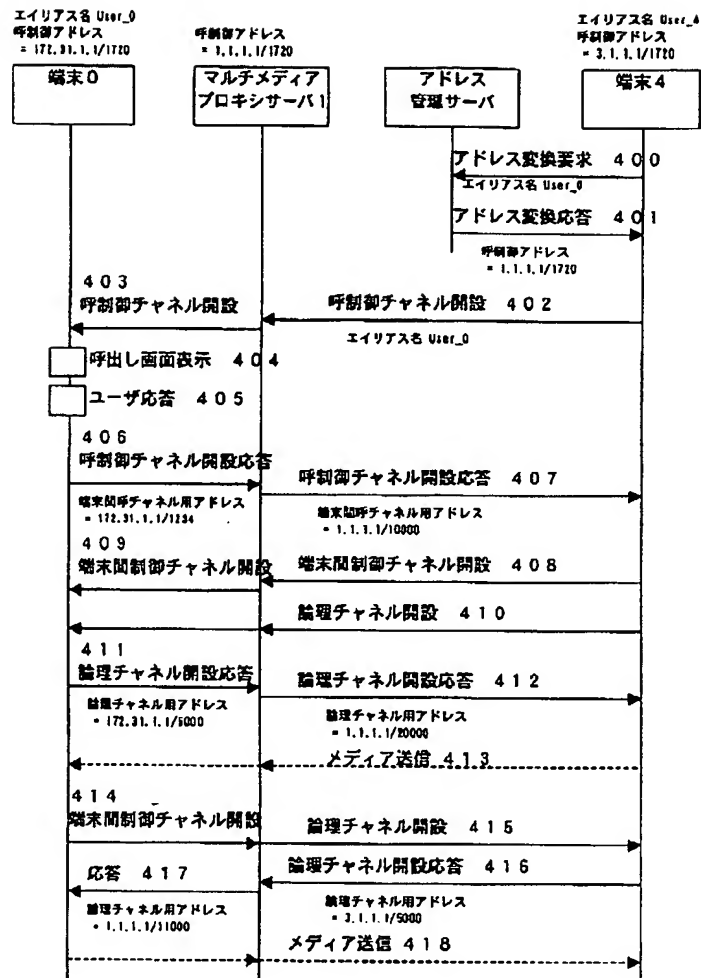 エイリアス名 User_0
呼制御アドレス
= 172.31.1.1/1720
呼制御アドレス
= 1.1.1.1/1720
エイリアス名 User_4
呼制御アドレス
= 3.1.1.1/1720
端末0
マルチメディア
プロキシサーバ1
アドレス
管理サーバ
端末4
アドレス変換要求 400
エイリアス名 User_0
アドレス変換応答 401
呼制御アドレス
= 1.1.1.1/1720
403
呼制御チャネル開設
呼制御チャネル開設 402
エイリアス名 User_0
呼出し画面表示 404
ユーザ応答 405
406
呼制御チャネル開設応答
呼制御チャネル開設応答 407
端末間呼チャネル用アドレス
= 172.31.1.1/1234
端末間呼チャネル用アドレス
= 1.1.1.1/10000
409
端末間制御チャネル開設
端末間制御チャネル開設 408
論理チャネル開設 410
411
論理チャネル開設応答
論理チャネル開設応答 412
論理チャネル用アドレス
= 172.31.1.1/5000
論理チャネル用アドレス
= 1.1.1.1/20000
メディア送信 413
414
端末間制御チャネル開設
論理チャネル開設 415
論理チャネル開設応答 416
応答 417
論理チャネル用アドレス
= 3.1.1.1/5000
論理チャネル用アドレス
= 1.1.1.1/11000
メディア送信 418